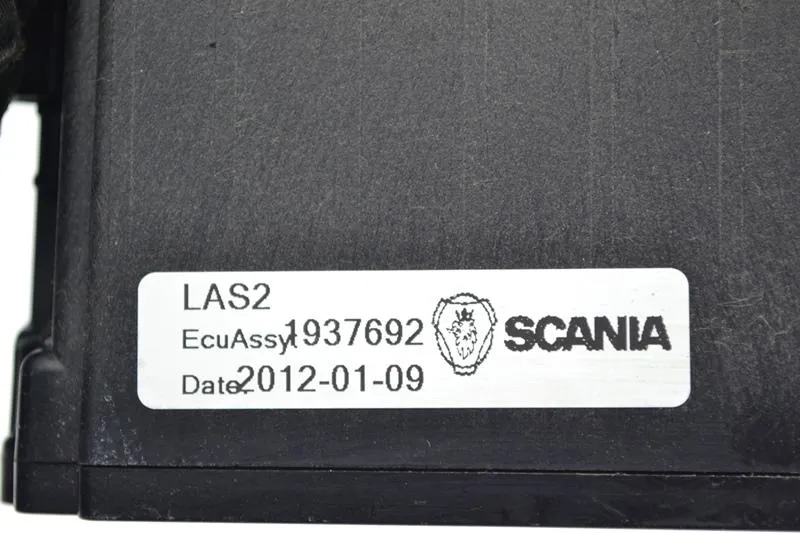 LAS2
EcuAssy: 1937692 SCANIA
Date: 2012-01-09